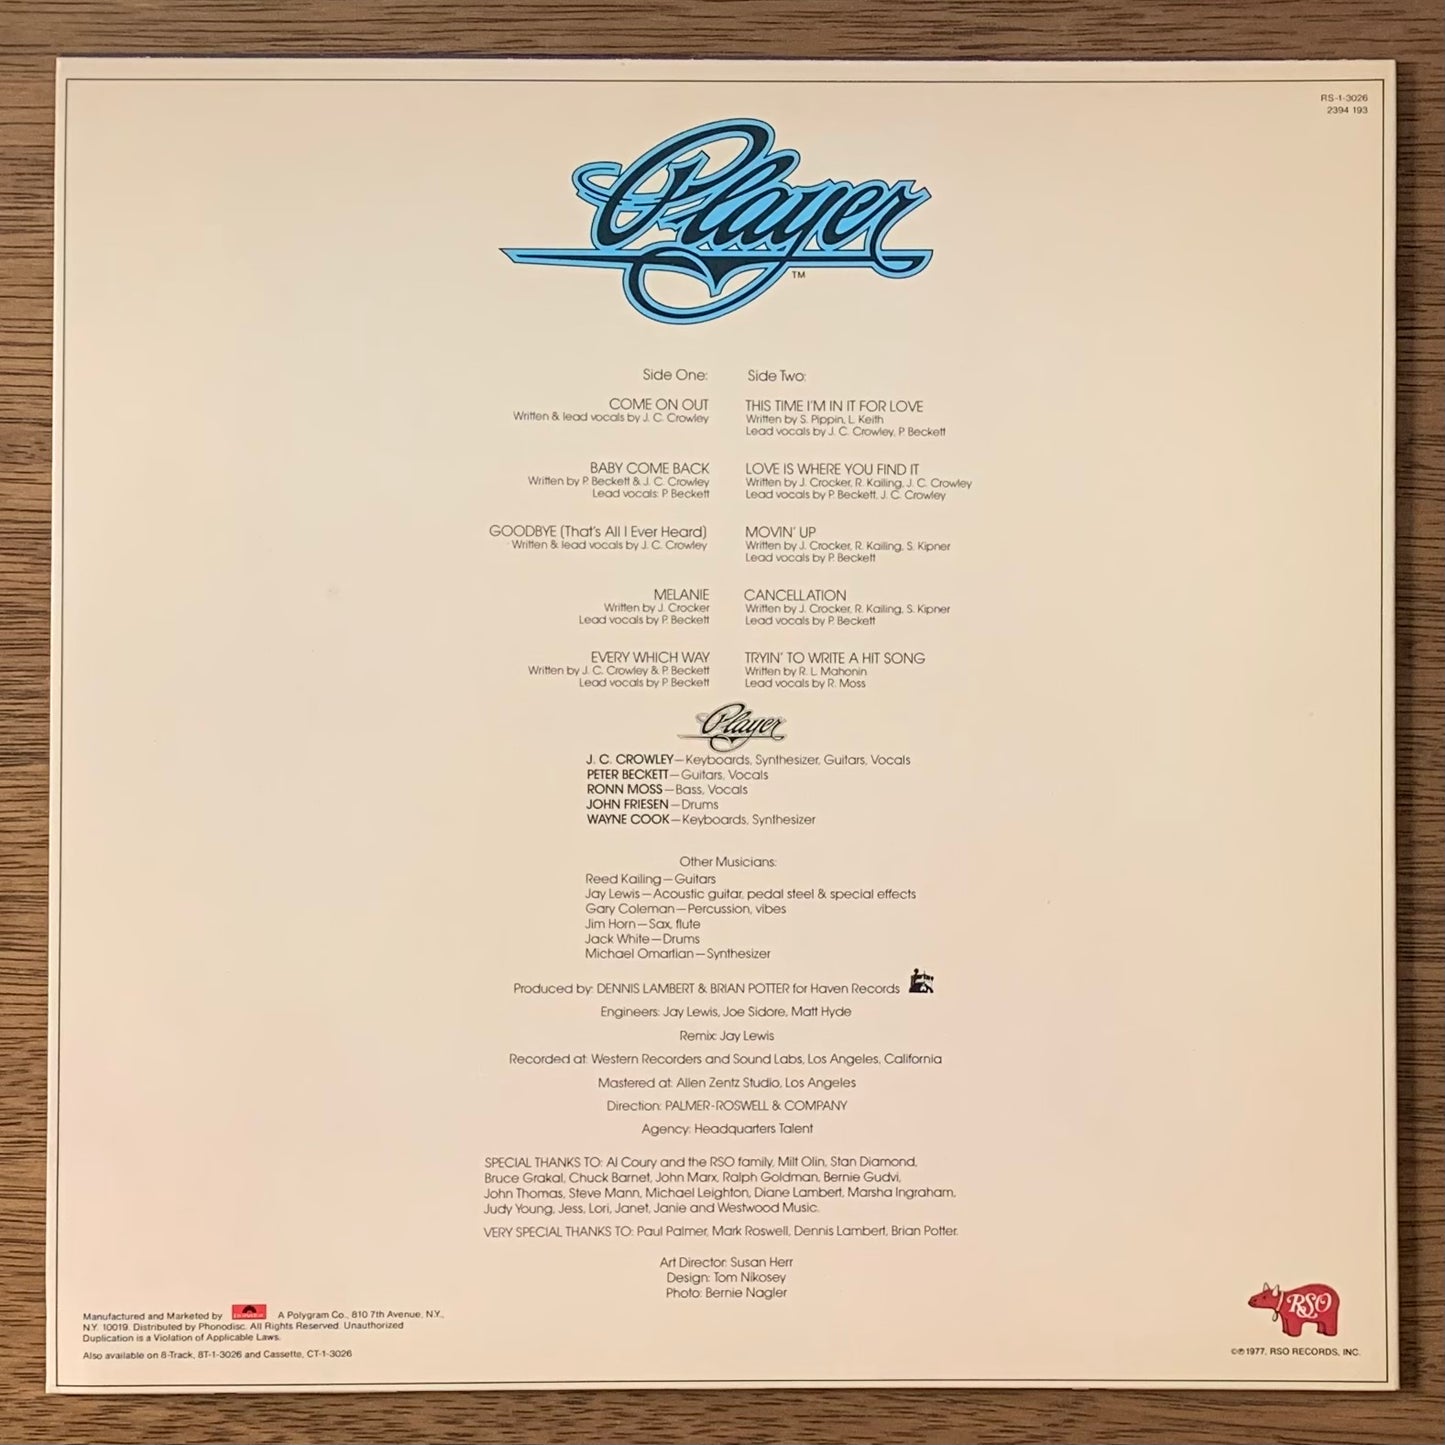 RS-1-3026
2394 193
Player
TM
Side One:
COME ON OUT
Written & lead vocals by J. C. Crowley
BABY COME BACK
Written by P. Beckett & J. C. Crowley
Lead vocals: P. Beckett
GOODBYE (That's All I Ever Heard)
Written & lead vocals by J. C. Crowley
MELANIE
Written by J. Crocker
Lead vocals by P. Beckett
EVERY WHICH WAY
Written by J. C. Crowley & P. Beckett
Lead vocals by P. Beckett
Side Two:
THIS TIME I'M IN IT FOR LOVE
Written by S. Pippin, L. Keith
Lead vocals by J. C. Crowley, P. Beckett
LOVE IS WHERE YOU FIND IT
Written by J. Crocker, R. Kailing, J. C. Crowley
Lead vocals by P. Beckett, J. C. Crowley
MOVIN' UP
Written by J. Crocker, R. Kailing, S. Kipner
Lead vocals by P. Beckett
CANCELLATION
Written by J. Crocker, R. Kailing, S. Kipner
Lead vocals by P. Beckett
TRYIN' TO WRITE A HIT SONG
Written by R. L. Mahonin
Lead vocals by R. Moss
Player
J. C. CROWLEY—Keyboards, Synthesizer, Guitars, Vocals
PETER BECKETT—Guitars, Vocals
RONN MOSS—Bass, Vocals
JOHN FRIESEN—Drums
WAYNE COOK—Keyboards, Synthesizer
Other Musicians:
Reed Kailing—Guitars
Jay Lewis—Acoustic guitar, pedal steel & special effects
Gary Coleman—Percussion, vibes
Jim Horn—Sax, flute
Jack White—Drums
Michael Omartian—Synthesizer
Produced by: DENNIS LAMBERT & BRIAN POTTER for Haven Records
Engineers: Jay Lewis, Joe Sidore, Matt Hyde
Remix: Jay Lewis
Recorded at: Western Recorders and Sound Labs, Los Angeles, California
Mastered at: Allen Zentz Studio, Los Angeles
Direction: PALMER-ROSWELL & COMPANY
Agency: Headquarters Talent
SPECIAL THANKS TO: Al Coury and the RSO family, Milt Olin, Stan Diamond,
Bruce Grakal, Chuck Barnet, John Marx, Ralph Goldman, Bernie Gudvi,
John Thomas, Steve Mann, Michael Leighton, Diane Lambert, Marsha Ingraham,
Judy Young, Jess, Lori, Janet, Janie and Westwood Music.
VERY SPECIAL THANKS TO: Paul Palmer, Mark Roswell, Dennis Lambert, Brian Potter.
Art Director: Susan Herr
Design: Tom Nikosey
Photo: Bernie Nagler
Manufactured and Marketed by A Polygram Co., 810 7th Avenue, N.Y.,
N.Y. 10019. Distributed by Phonodisc. All Rights Reserved. Unauthorized
Duplication is a Violation of Applicable Laws.
Also available on 8-Track, 8T-1-3026 and Cassette, CT-1-3026
RSO
©℗1977, RSO RECORDS, INC.